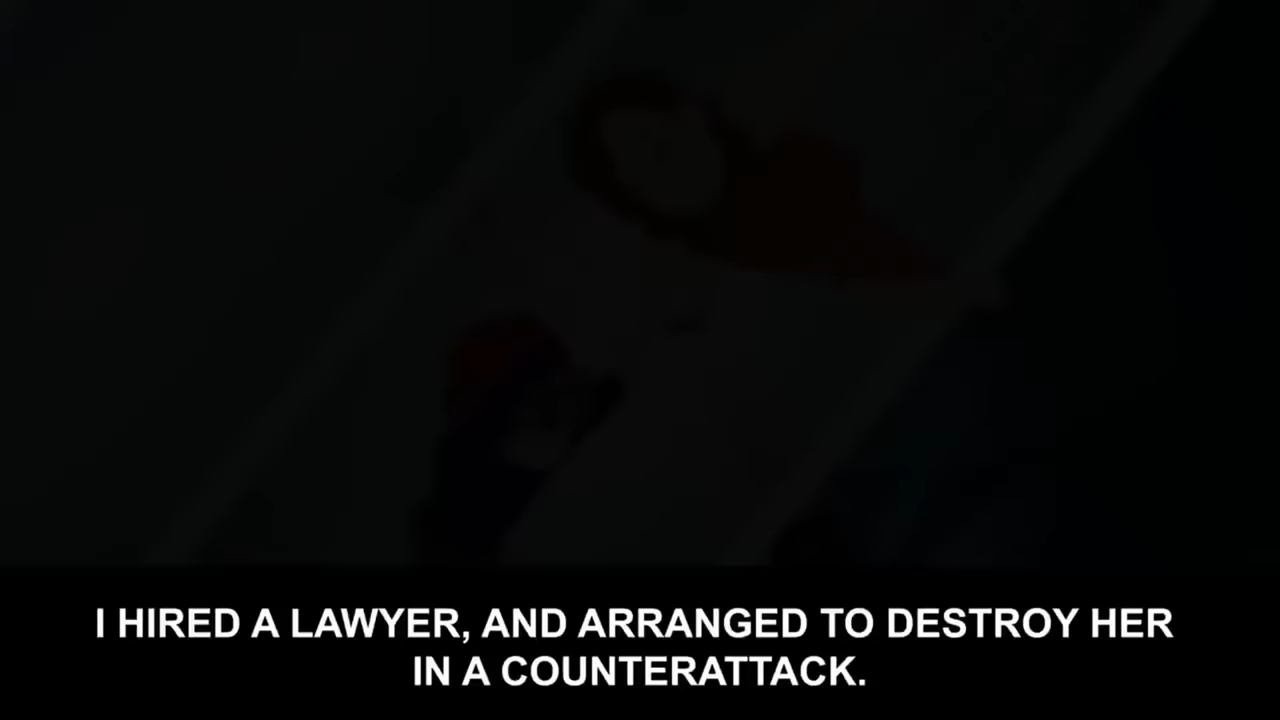 I HIRED A LAWYER, AND ARRANGED TO DESTROY HER
IN A COUNTERATTACK.